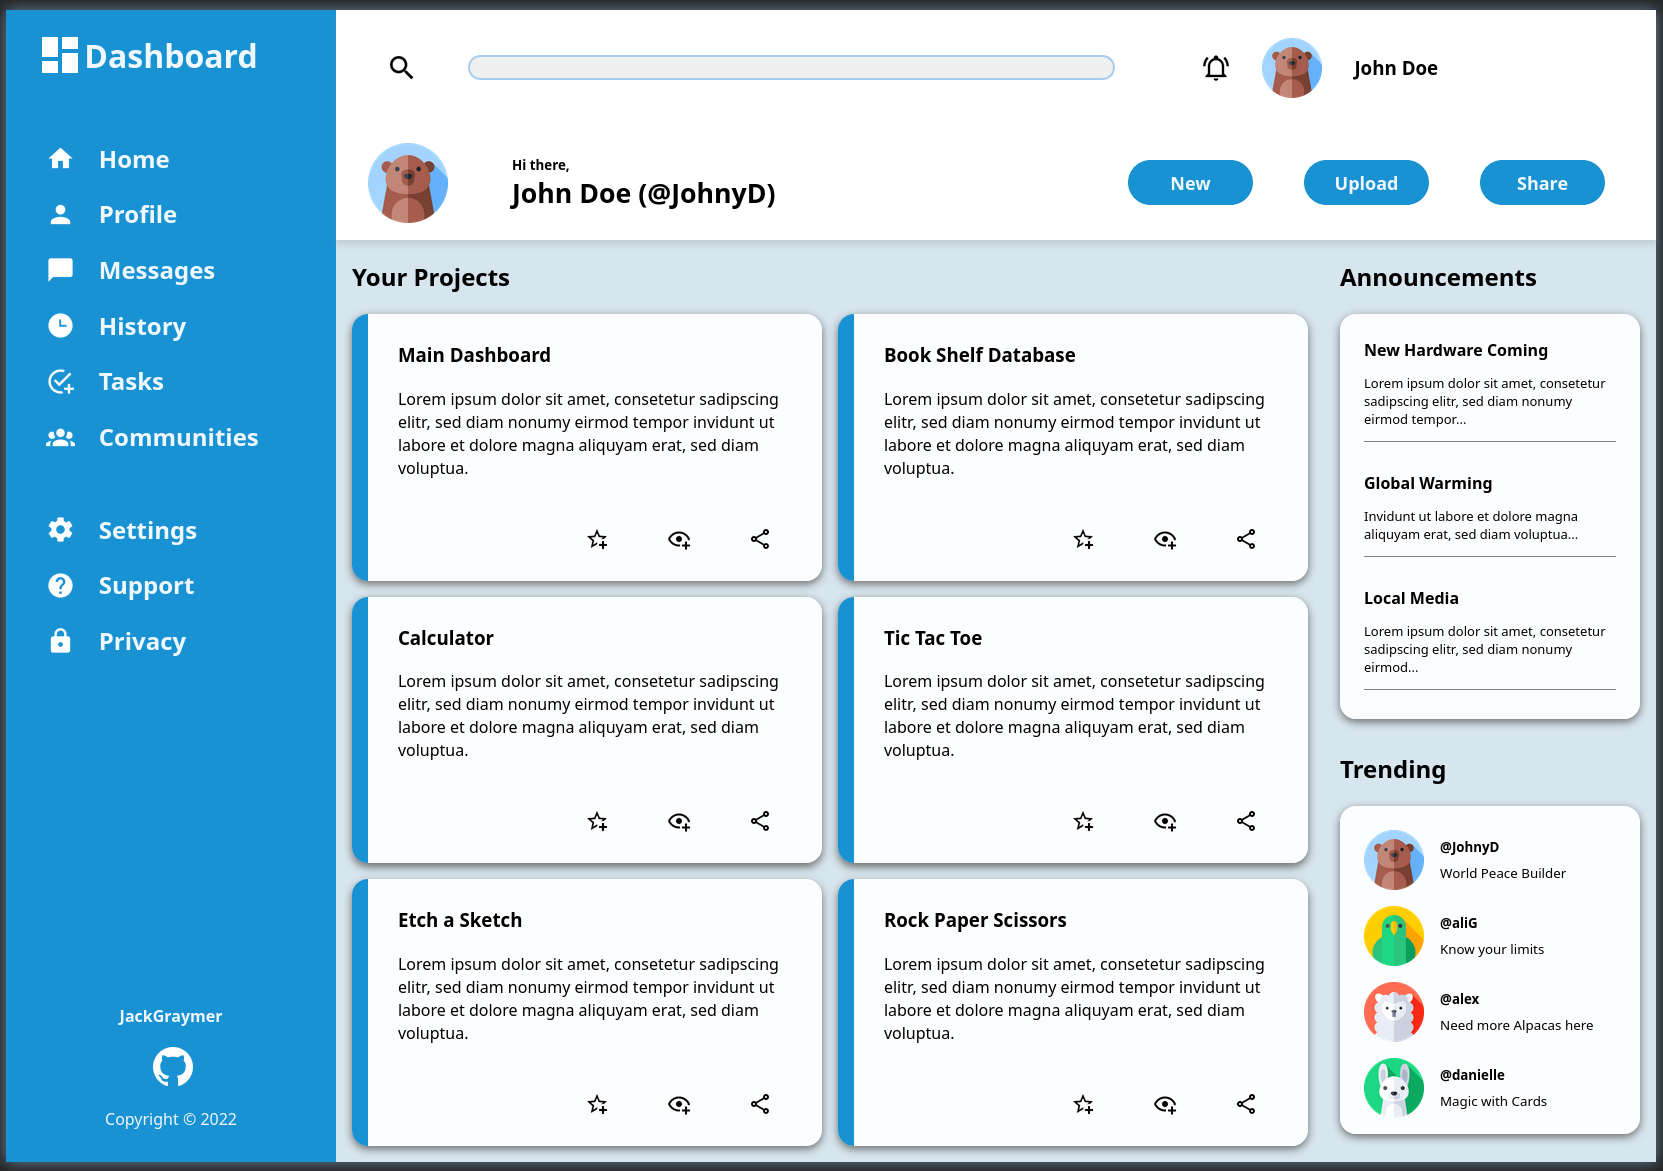 Dashboard
Home
Profile
Messages
History
Tasks
Communities
Settings
Support
Privacy
JackGraymer
Copyright © 2022
John Doe
Hi there,
John Doe (@JohnyD)
New
Upload
Share
Your Projects
Main Dashboard
Lorem ipsum dolor sit amet, consetetur sadipscing
elitr, sed diam nonumy eirmod tempor invidunt ut
labore et dolore magna aliquyam erat, sed diam
voluptua.
Book Shelf Database
Lorem ipsum dolor sit amet, consetetur sadipscing
elitr, sed diam nonumy eirmod tempor invidunt ut
labore et dolore magna aliquyam erat, sed diam
voluptua.
Calculator
Lorem ipsum dolor sit amet, consetetur sadipscing
elitr, sed diam nonumy eirmod tempor invidunt ut
labore et dolore magna aliquyam erat, sed diam
voluptua.
Tic Tac Toe
Lorem ipsum dolor sit amet, consetetur sadipscing
elitr, sed diam nonumy eirmod tempor invidunt ut
labore et dolore magna aliquyam erat, sed diam
voluptua.
Etch a Sketch
Lorem ipsum dolor sit amet, consetetur sadipscing
elitr, sed diam nonumy eirmod tempor invidunt ut
labore et dolore magna aliquyam erat, sed diam
voluptua.
Rock Paper Scissors
Lorem ipsum dolor sit amet, consetetur sadipscing
elitr, sed diam nonumy eirmod tempor invidunt ut
labore et dolore magna aliquyam erat, sed diam
voluptua.
Announcements
New Hardware Coming
Lorem ipsum dolor sit amet, consetetur
sadipscing elitr, sed diam nonumy
eirmod tempor...
Global Warming
Invidunt ut labore et dolore magna
aliquyam erat, sed diam voluptua...
Local Media
Lorem ipsum dolor sit amet, consetetur
sadipscing elitr, sed diam nonumy
eirmod...
Trending
@JohnyD
World Peace Builder
@aliG
Know your limits
@alex
Need more Alpacas here
@danielle
Magic with Cards